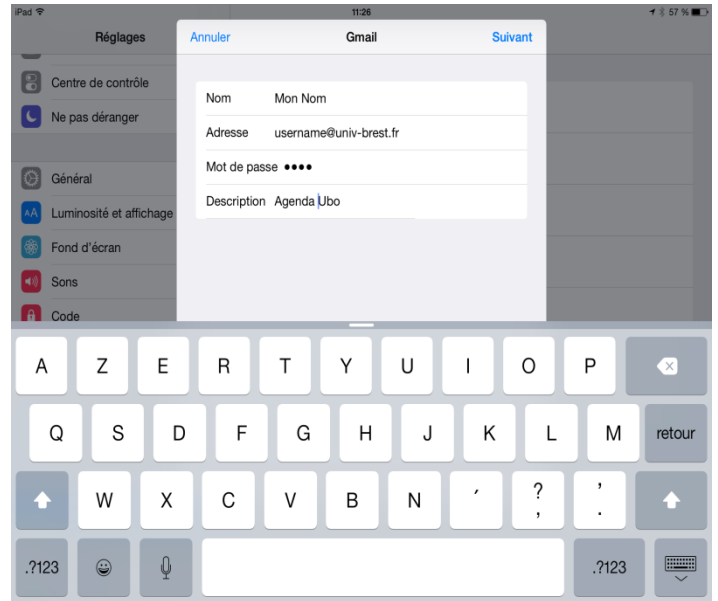 iPad 11:26 57 %
Réglages
Annuler Gmail Suivant
Centre de contrôle
Ne pas déranger
Général
Luminosité et affichage
Fond d'écran
Sons
Code
Nom Mon Nom
Adresse username@univ-brest.fr
Mot de passe ••••
Description Agenda Ubo
A Z E R T Y U I O P
Q S D F G H J K L M retour
W X C V B N ´ ? , ' .
.?123 .?123